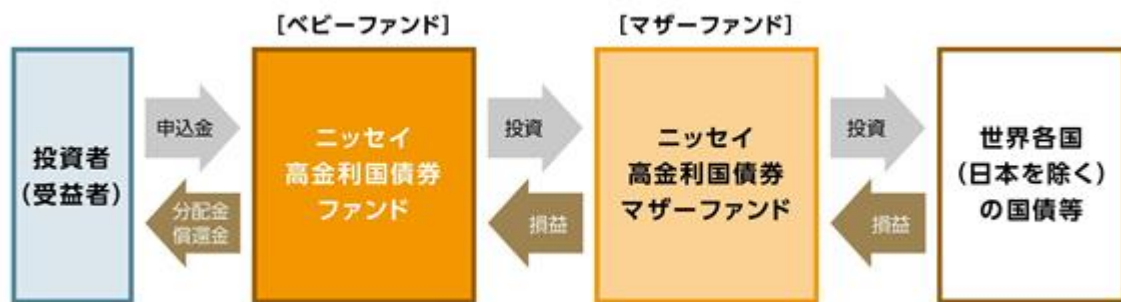 [ベビーファンド]
[マザーファンド]
投資者
(受益者)
申込金
分配金
償還金
ニッセイ
高金利国債券
ファンド
投資
損益
ニッセイ
高金利国債券
マザーファンド
投資
損益
世界各国
(日本を除く)
の国債等